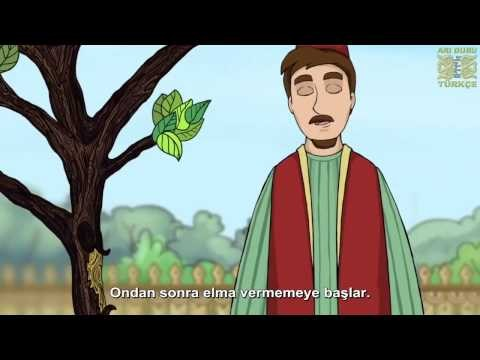 ARI DURU
TÜRKÇE
Ondan sonra elma vermemeye başlar.